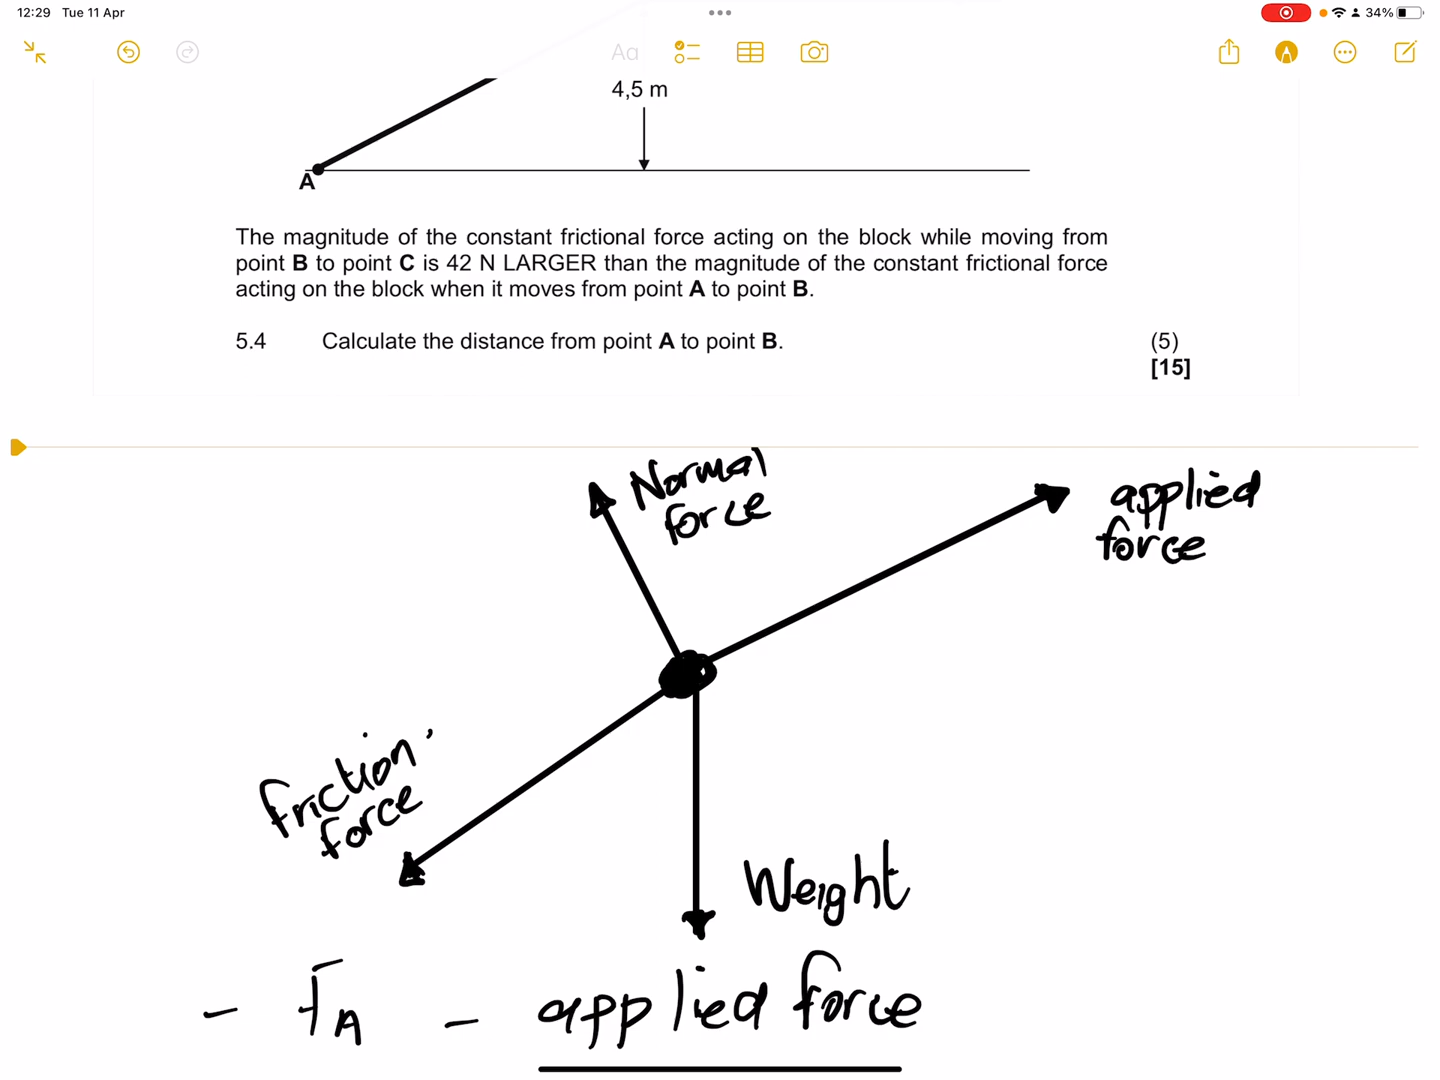 12:29 Tue 11 Apr
34%
Aa
4,5 m
A
The magnitude of the constant frictional force acting on the block while moving from
point B to point C is 42 N LARGER than the magnitude of the constant frictional force
acting on the block when it moves from point A to point B.
5.4 Calculate the distance from point A to point B. (5)
[15]
Normal
force
applied
force
friction
force
Weight
- FA - applied force